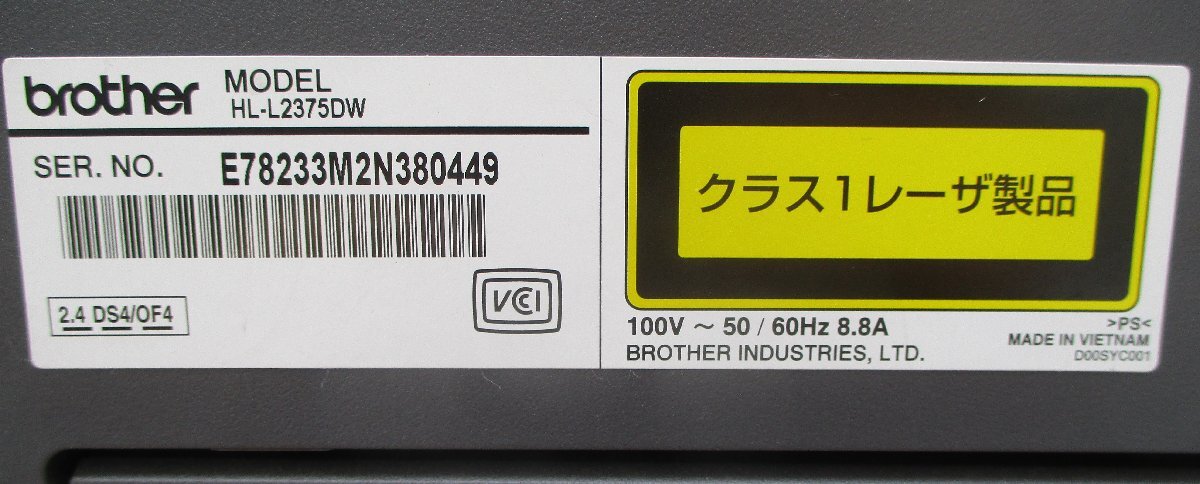 brother
MODEL
HL-L2375DW
SER. NO. E78233M2N380449
2.4 DS4/OF4
VCCI
クラス1レーザ製品
100V ～ 50 / 60Hz 8.8A
BROTHER INDUSTRIES, LTD.
>PS<
MADE IN VIETNAM
D00SYC001